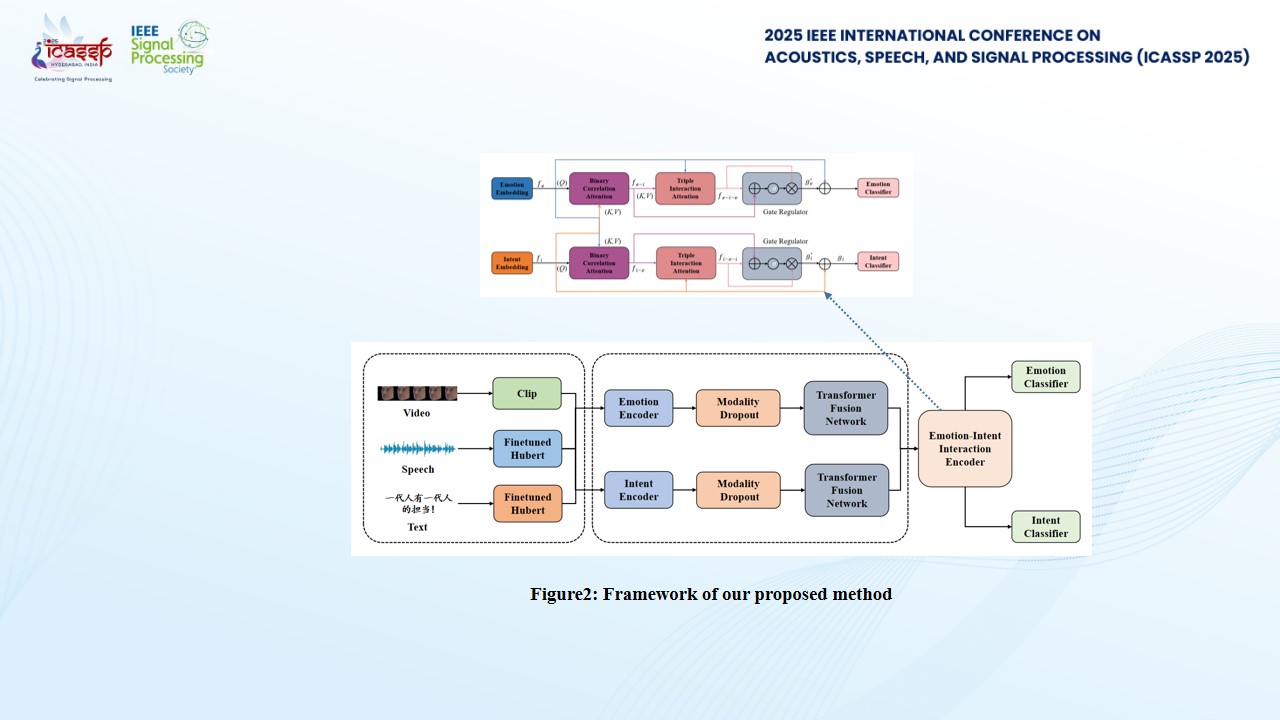 2025
icassp
HYDERABAD, INDIA
Celebrating Signal Processing
IEEE
Signal
Processing
Society
2025 IEEE INTERNATIONAL CONFERENCE ON
ACOUSTICS, SPEECH, AND SIGNAL PROCESSING (ICASSP 2025)
Emotion
Embedding
f_e
(Q)
Binary
Correlation
Attention
f_{e-i}
(K,V)
(K,V)
Triple
Interaction
Attention
f_{e-i-e}
Gate Regulator
Emotion
Classifier
Intent
Embedding
f_i
(Q)
(K,V)
Binary
Correlation
Attention
f_{i-e}
Triple
Interaction
Attention
f_{i-e-i}
Gate Regulator
g_i
Intent
Classifier
Video
Clip
Speech
Finetuned
Hubert
一代人有一代人
的担当！
Text
Finetuned
Hubert
Emotion
Encoder
Modality
Dropout
Transformer
Fusion
Network
Intent
Encoder
Modality
Dropout
Transformer
Fusion
Network
Emotion-Intent
Interaction
Encoder
Emotion
Classifier
Intent
Classifier
Figure2: Framework of our proposed method